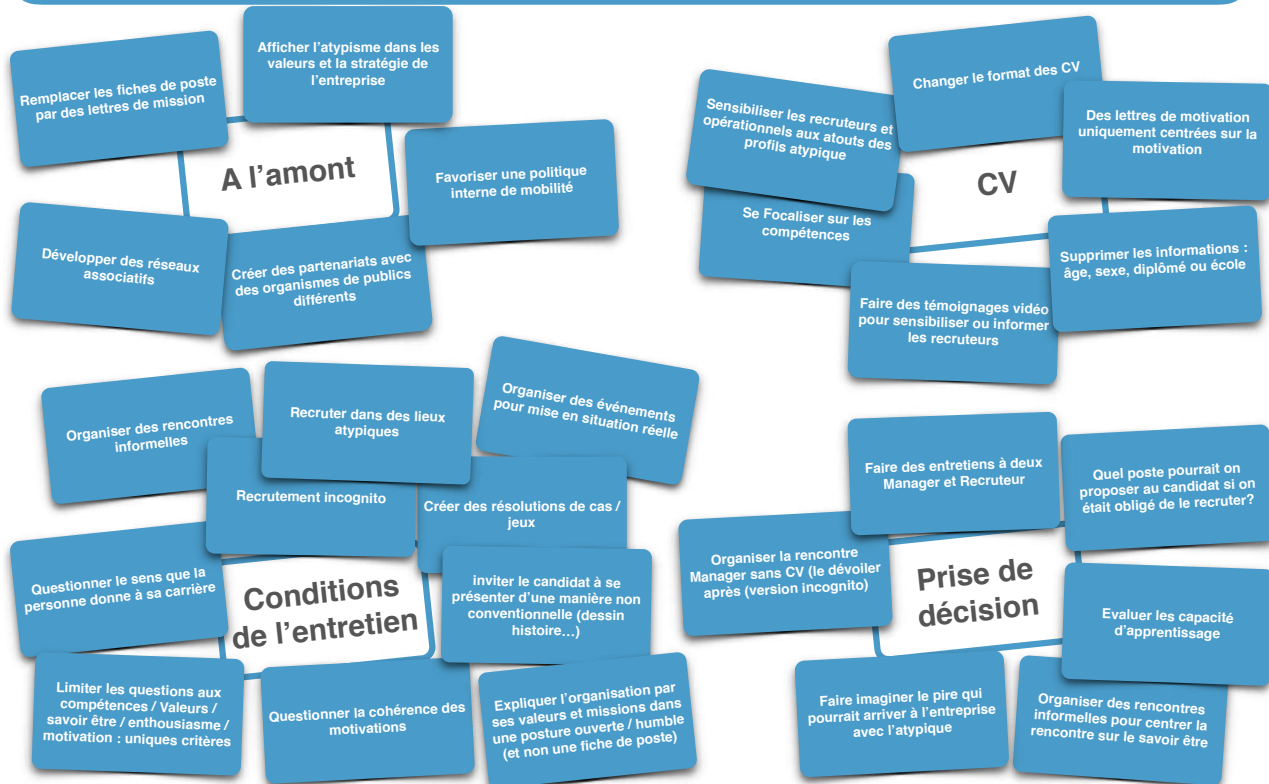 Afficher l'atypisme dans les
valeurs et la stratégie de
l'entreprise
Remplacer les fiches de poste
par des lettres de mission
A l'amont
Favoriser une politique
interne de mobilité
Développer des réseaux
associatifs
Créer des partenariats avec
des organismes de publics
différents
Changer le format des CV
Sensibiliser les recruteurs et
opérationnels aux atouts des
profils atypique
Des lettres de motivation
uniquement centrées sur la
motivation
CV
Se Focaliser sur les
compétences
Supprimer les informations :
âge, sexe, diplômé ou école
Faire des témoignages vidéo
pour sensibiliser ou informer
les recruteurs
Organiser des rencontres
informelles
Recruter dans des lieux
atypiques
Organiser des événements
pour mise en situation réelle
Recrutement incognito
Créer des résolutions de cas /
jeux
Questionner le sens que la
personne donne à sa carrière
Conditions
de l'entretien
inviter le candidat à se
présenter d'une manière non
conventionnelle (dessin
histoire…)
Limiter les questions aux
compétences / Valeurs /
savoir être / enthousiasme /
motivation : uniques critères
Questionner la cohérence des
motivations
Expliquer l'organisation par
ses valeurs et missions dans
une posture ouverte / humble
(et non une fiche de poste)
Faire des entretiens à deux
Manager et Recruteur
Quel poste pourrait on
proposer au candidat si on
était obligé de le recruter?
Organiser la rencontre
Manager sans CV (le dévoiler
après (version incognito)
Prise de
décision
Evaluer les capacité
d'apprentissage
Faire imaginer le pire qui
pourrait arriver à l'entreprise
avec l'atypique
Organiser des rencontres
informelles pour centrer la
rencontre sur le savoir être